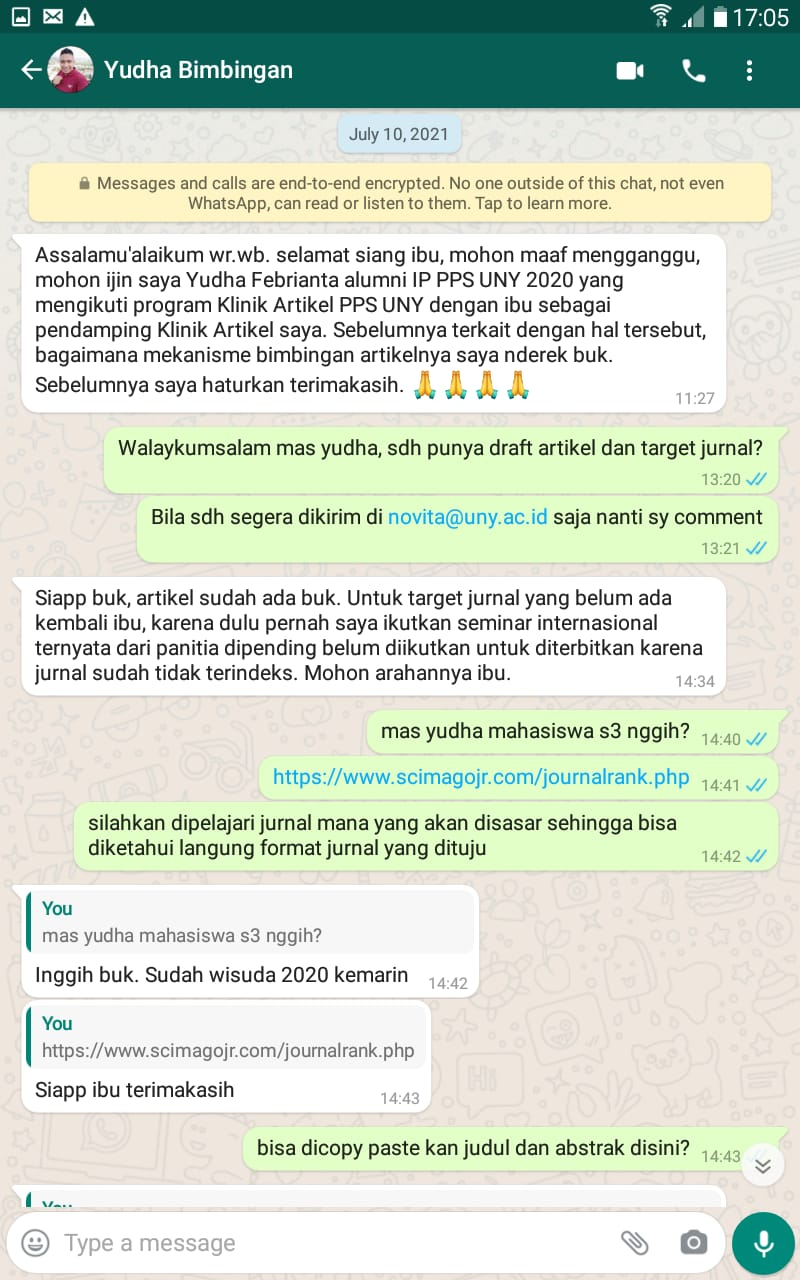 17:05
Yudha Bimbingan
July 10, 2021
Messages and calls are end-to-end encrypted. No one outside of this chat, not even
WhatsApp, can read or listen to them. Tap to learn more.
Assalamu'alaikum wr.wb. selamat siang ibu, mohon maaf mengganggu,
mohon ijin saya Yudha Febrianta alumni IP PPS UNY 2020 yang
mengikuti program Klinik Artikel PPS UNY dengan ibu sebagai
pendamping Klinik Artikel saya. Sebelumnya terkait dengan hal tersebut,
bagaimana mekanisme bimbingan artikelnya saya nderek buk.
Sebelumnya saya haturkan terimakasih. 🙏 🙏 🙏 🙏
11:27
Walaykumsalam mas yudha, sdh punya draft artikel dan target jurnal?
13:20
Bila sdh segera dikirim di novita@uny.ac.id saja nanti sy comment
13:21
Siapp buk, artikel sudah ada buk. Untuk target jurnal yang belum ada
kembali ibu, karena dulu pernah saya ikutkan seminar internasional
ternyata dari panitia dipending belum diikutkan untuk diterbitkan karena
jurnal sudah tidak terindeks. Mohon arahannya ibu.
14:34
mas yudha mahasiswa s3 nggih? 14:40
https://www.scimagojr.com/journalrank.php 14:41
silahkan dipelajari jurnal mana yang akan disasar sehingga bisa
diketahui langung format jurnal yang dituju
14:42
You
mas yudha mahasiswa s3 nggih?
Inggih buk. Sudah wisuda 2020 kemarin 14:42
You
https://www.scimagojr.com/journalrank.php
Siapp ibu terimakasih
14:43
bisa dicopy paste kan judul dan abstrak disini? 14:43
You
Type a message